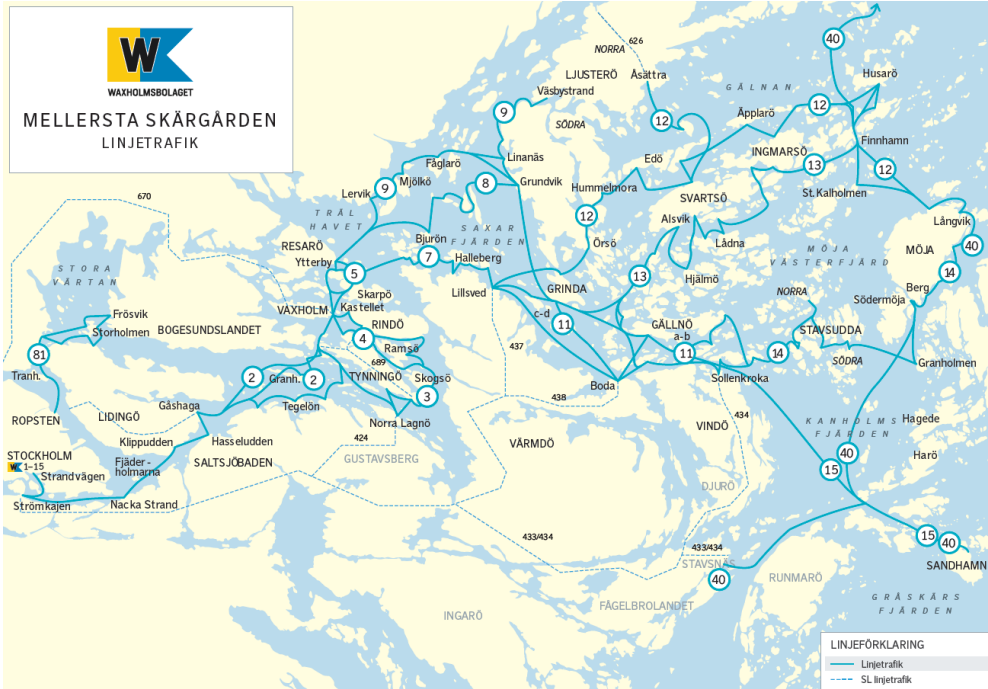 W
WAXHOLMSBOLAGET
MELLERSTA SKÄRGÅRDEN
LINJETRAFIK
40
626
NORRA
LJUSTERÖ
Åsättra
Väsbystrand
Husarö
GÄLNAN
9
12
SÖDRA
Äpplarö
12
Finnhamn
INGMARSÖ
Linanäs
Edö
13
12
Fåglarö
Mjölkö
9
Lervik
8
Grundvik
Hummelmora
SVARTSÖ
St. Kalholmen
670
12
Alsvik
Långvik
TRÄL
HAVET
SAXAR
FJÄRDEN
Örsö
Lådna
MÖJA
VÄSTERFJÄRD
MÖJA
40
RESARÖ
Ytterby
Bjurön
7
Halleberg
5
13
Hjälmö
14
STORA
VÄRTAN
Skarpö
Kastellet
Lillsved
GRINDA
NORRA
Berg
Södermöja
VAXHOLM
Frösvik
Storholmen
BOGESUNDSLANDET
RINDÖ
c-d
11
GÄLLNÖ
a-b
STAVSUDDA
4
Ramsö
437
11
14
SÖDRA
Granholmen
81
Tranh.
689
TYNNINGÖ
2
Granh.
2
Skogsö
3
Boda
Sollenkroka
Tegelön
438
434
ROPSTEN
LIDINGÖ
Gåshaga
Norra Lagnö
KANHOLMS
FJÄRDEN
Hagede
Klippudden
Hasseludden
424
VÄRMDÖ
VINDÖ
STOCKHOLM
W 1–15
Strandvägen
Fjäder-
holmarna
SALTSJÖBADEN
GUSTAVSBERG
40
15
Harö
DJURÖ
Strömkajen
Nacka Strand
433/434
433/434
15
40
SANDHAMN
STAVSNÄS
40
RUNMARÖ
FÅGELBROLANDET
INGARÖ
GRÅSKÄRS
FJÄRDEN
LINJEFÖRKLARING
Linjetrafik
SL linjetrafik